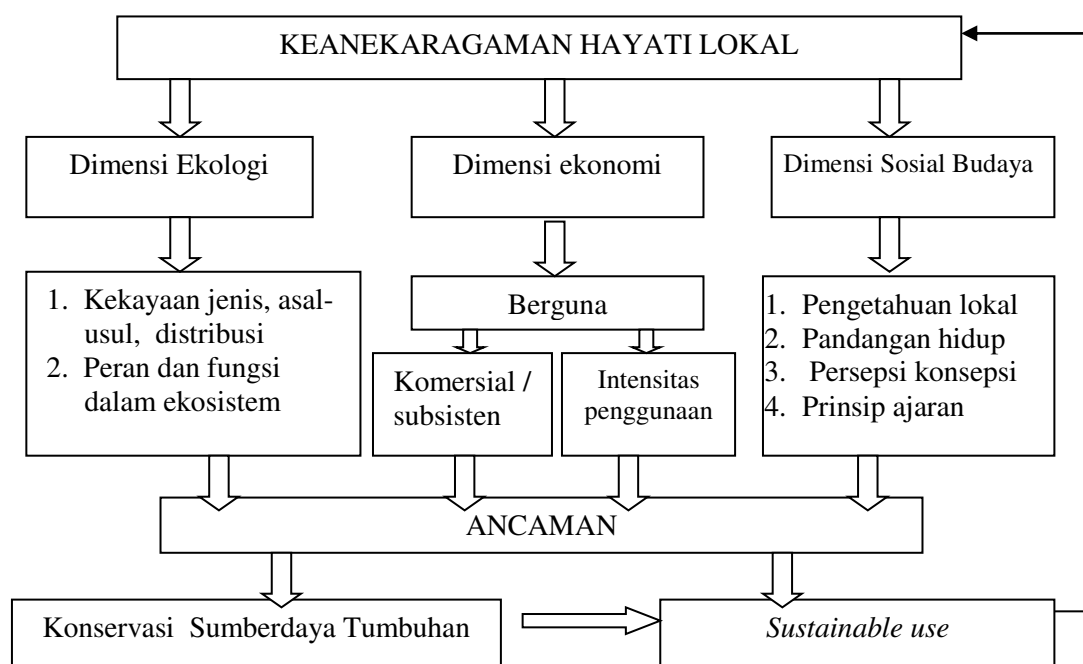 KEANEKARAGAMAN HAYATI LOKAL
Dimensi Ekologi
Dimensi ekonomi
Dimensi Sosial Budaya
1. Kekayaan jenis, asal-
usul, distribusi
2. Peran dan fungsi
dalam ekosistem
Berguna
Komersial /
subsisten
Intensitas
penggunaan
1. Pengetahuan lokal
2. Pandangan hidup
3. Persepsi konsepsi
4. Prinsip ajaran
ANCAMAN
Konservasi Sumberdaya Tumbuhan
Sustainable use